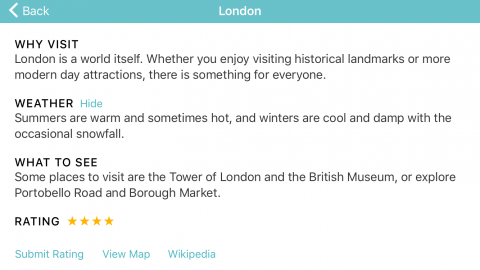 Back London
WHY VISIT
London is a world itself. Whether you enjoy visiting historical landmarks or more
modern day attractions, there is something for everyone.
WEATHER Hide
Summers are warm and sometimes hot, and winters are cool and damp with the
occasional snowfall.
WHAT TO SEE
Some places to visit are the Tower of London and the British Museum, or explore
Portobello Road and Borough Market.
RATING ★★★★
Submit Rating View Map Wikipedia